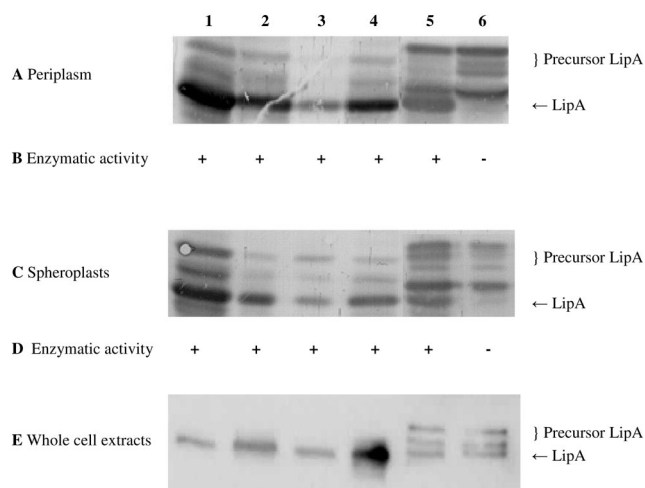 1 2 3 4 5 6
} Precursor LipA
A Periplasm
← LipA
B Enzymatic activity + + + + + -
} Precursor LipA
C Spheroplasts
← LipA
D Enzymatic activity + + + + + -
} Precursor LipA
E Whole cell extracts
← LipA